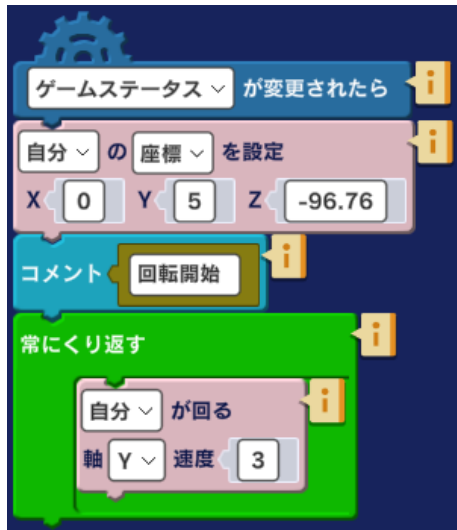 ゲームステータス が変更されたら i
自分 の 座標 を設定 i
X 0 Y 5 Z -96.76
コメント 回転開始 i
常にくり返す i
自分 が回る i
軸 Y 速度 3